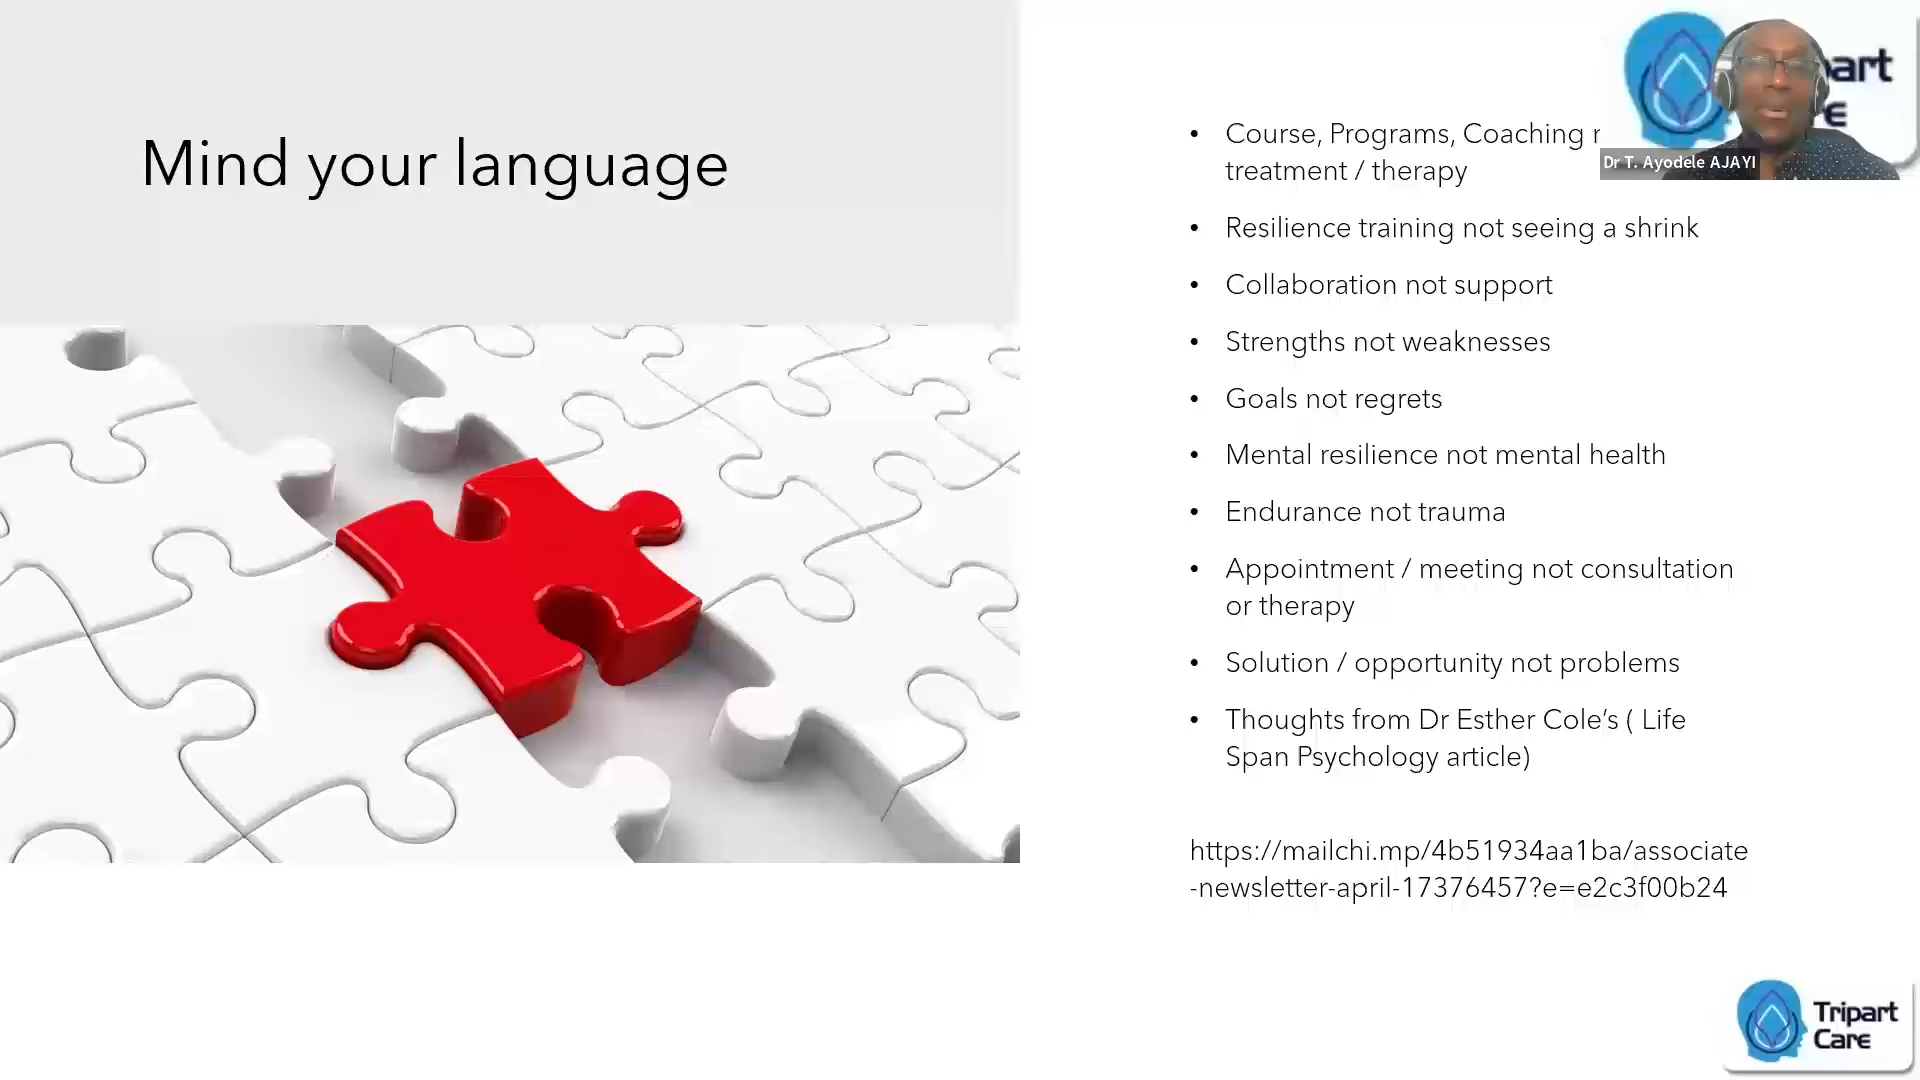 Mind your language
Course, Programs, Coaching
treatment / therapy
Resilience training not seeing a shrink
Collaboration not support
Strengths not weaknesses
Goals not regrets
Mental resilience not mental health
Endurance not trauma
Appointment / meeting not consultation
or therapy
Solution / opportunity not problems
Thoughts from Dr Esther Cole’s ( Life
Span Psychology article)
https://mailchi.mp/4b51934aa1ba/associate
-newsletter-april-17376457?e=e2c3f00b24
Dr T. Ayodele AJAYI
Tripart
Care